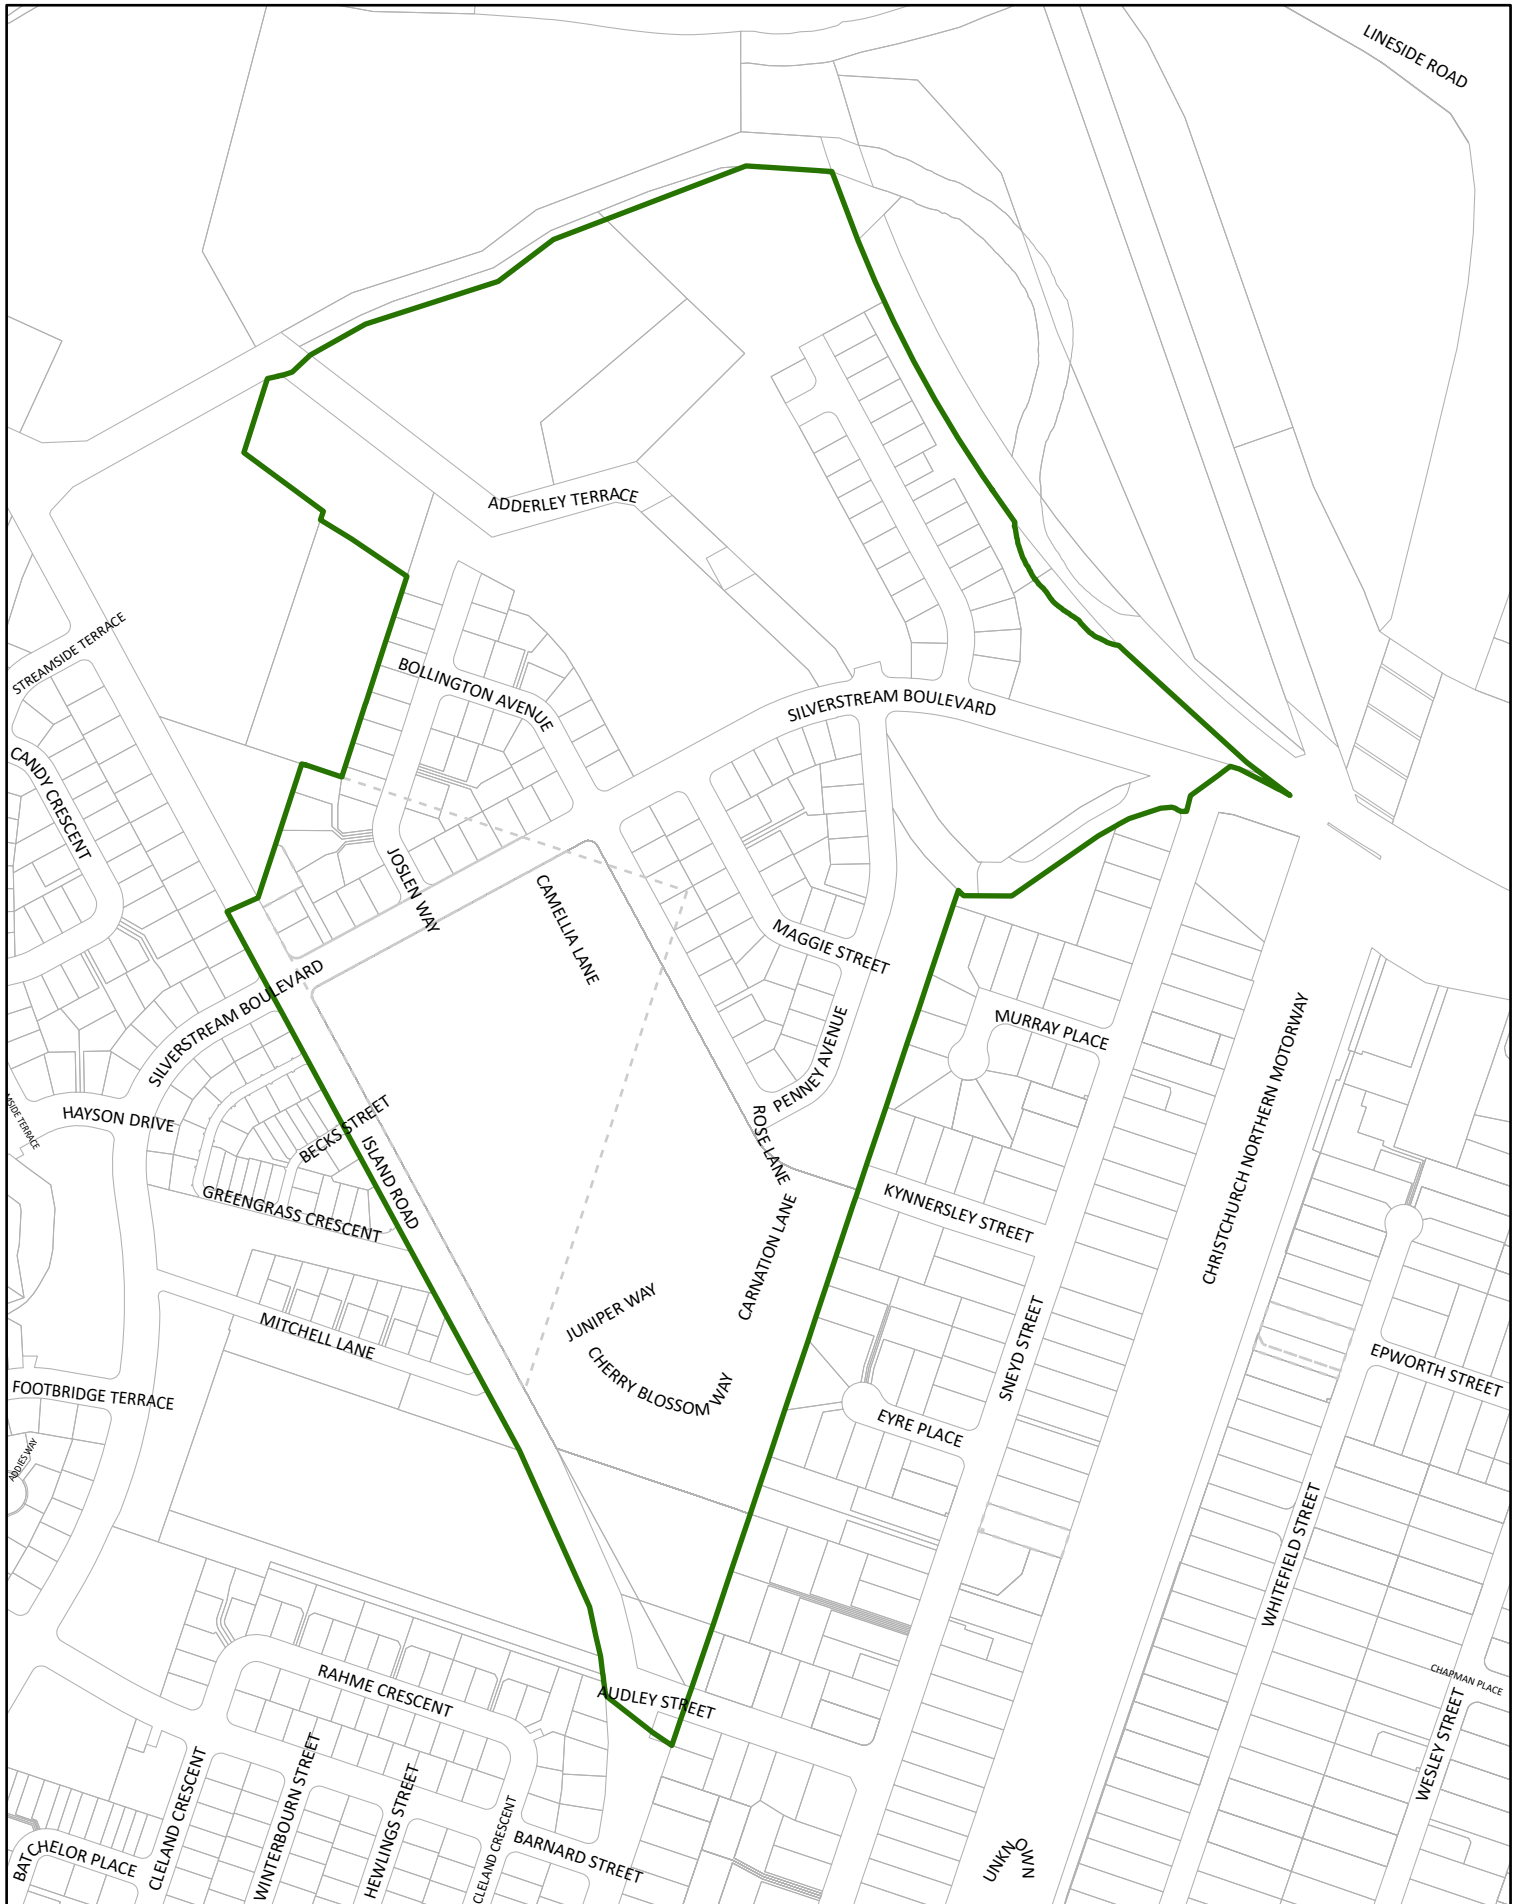 LINESIDE ROAD
ADDERLEY TERRACE
STREAMSIDE TERRACE
BOLLINGTON AVENUE
SILVERSTREAM BOULEVARD
CANDY CRESCENT
JOSLEN WAY
CAMELLIA LANE
MAGGIE STREET
SILVERSTREAM BOULEVARD
MURRAY PLACE
PENNEY AVENUE
HAYSON DRIVE
MSIDE TERRACE
BECKS STREET
ROSE LANE
ISLAND ROAD
CHRISTCHURCH NORTHERN MOTORWAY
GREENGRASS CRESCENT
KYNNERSLEY STREET
CARNATION LANE
JUNIPER WAY
MITCHELL LANE
SNEYD STREET
EPWORTH STREET
CHERRY BLOSSOM WAY
FOOTBRIDGE TERRACE
EYRE PLACE
ADDIES WAY
WHITEFIELD STREET
RAHME CRESCENT
AUDLEY STREET
CHAPMAN PLACE
WESLEY STREET
CLELAND CRESCENT
WINTERBOURN STREET
HEWLINGS STREET
CLELAND CRESCENT
BARNARD STREET
BATCHELOR PLACE
UNKNOWN